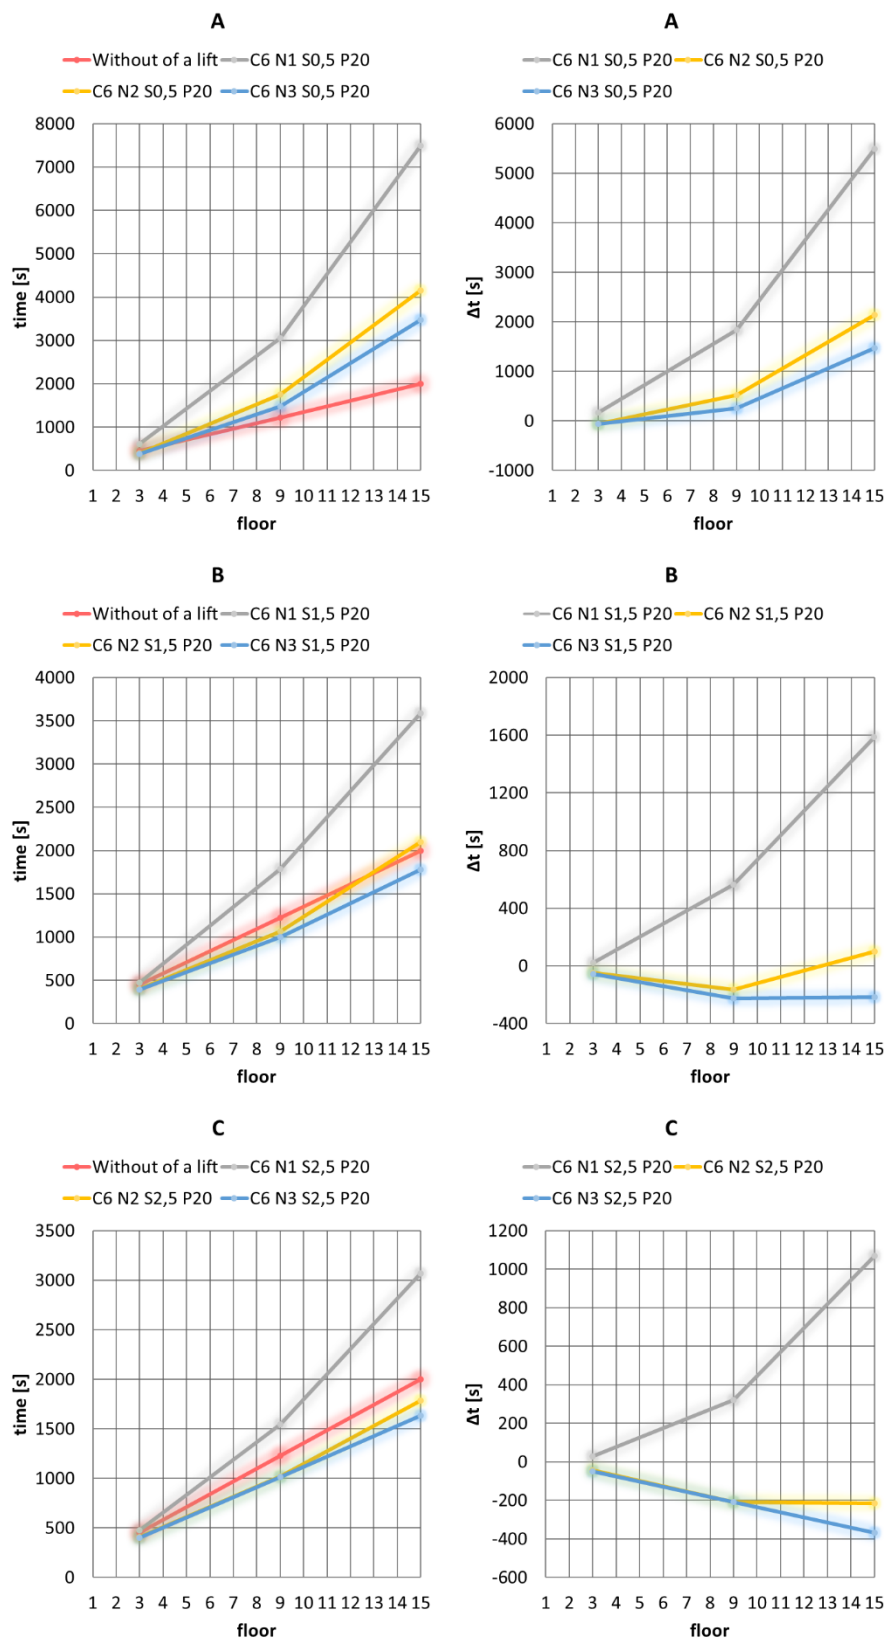 A
Without of a lift C6 N1 S0,5 P20
C6 N2 S0,5 P20 C6 N3 S0,5 P20
8000
7000
6000
5000
4000
3000
2000
1000
0
time [s]
1 2 3 4 5 6 7 8 9 10 11 12 13 14 15
floor
A
C6 N1 S0,5 P20 C6 N2 S0,5 P20
C6 N3 S0,5 P20
6000
5000
4000
3000
2000
1000
0
-1000
Δt [s]
1 2 3 4 5 6 7 8 9 10 11 12 13 14 15
floor
B
Without of a lift C6 N1 S1,5 P20
C6 N2 S1,5 P20 C6 N3 S1,5 P20
4000
3500
3000
2500
2000
1500
1000
500
0
time [s]
1 2 3 4 5 6 7 8 9 10 11 12 13 14 15
floor
B
C6 N1 S1,5 P20 C6 N2 S1,5 P20
C6 N3 S1,5 P20
2000
1600
1200
800
400
0
-400
Δt [s]
1 2 3 4 5 6 7 8 9 10 11 12 13 14 15
floor
C
Without of a lift C6 N1 S2,5 P20
C6 N2 S2,5 P20 C6 N3 S2,5 P20
3500
3000
2500
2000
1500
1000
500
0
time [s]
1 2 3 4 5 6 7 8 9 10 11 12 13 14 15
floor
C
C6 N1 S2,5 P20 C6 N2 S2,5 P20
C6 N3 S2,5 P20
1200
1000
800
600
400
200
0
-200
-400
-600
Δt [s]
1 2 3 4 5 6 7 8 9 10 11 12 13 14 15
floor